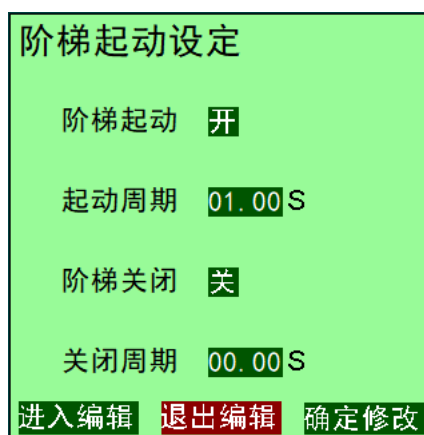 阶梯起动设定
阶梯起动 开
起动周期 01.00 S
阶梯关闭 关
关闭周期 00.00 S
进入编辑 退出编辑 确定修改